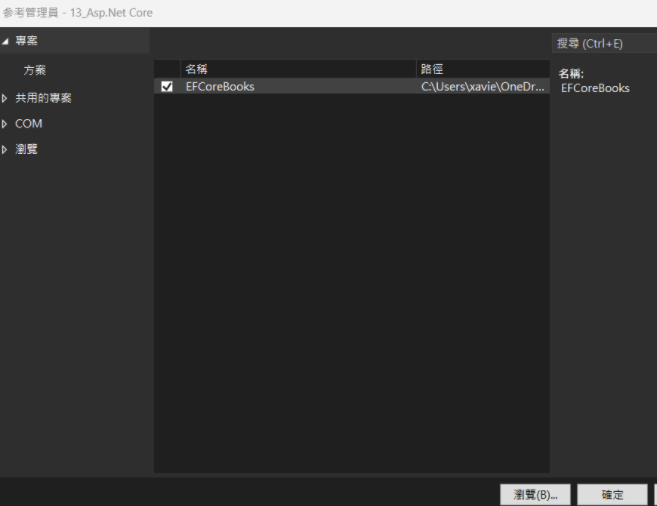 參考管理員 - 13_Asp.Net Core
專案
搜尋 (Ctrl+E)
方案
名稱
路徑
名稱:
EFCoreBooks
C:\Users\xavie\OneDr...
EFCoreBooks
共用的專案
COM
瀏覽
瀏覽(B)...
確定